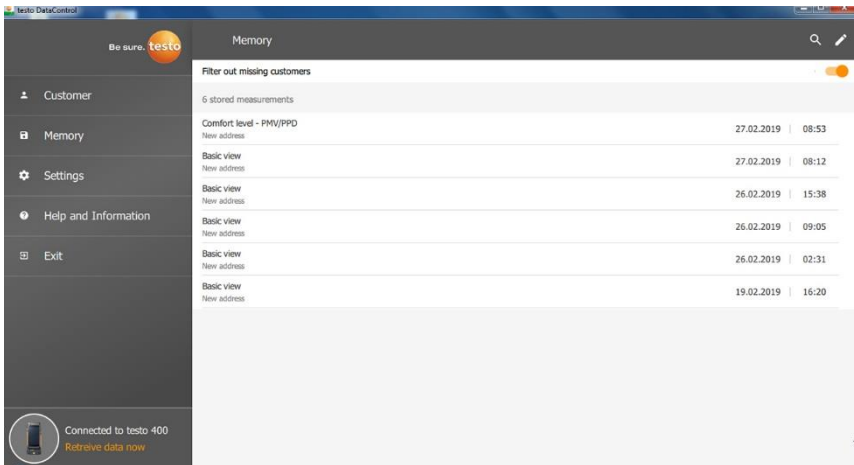 testo DataControl
Be sure. testo
Memory
Filter out missing customers
Customer
6 stored measurements
Comfort level - PMV/PPD
New address
27.02.2019 | 08:53
Memory
Basic view
New address
27.02.2019 | 08:12
Settings
Basic view
New address
26.02.2019 | 15:38
Help and Information
Basic view
New address
26.02.2019 | 09:05
Exit
Basic view
New address
26.02.2019 | 02:31
Basic view
New address
19.02.2019 | 16:20
Connected to testo 400
Retreive data now